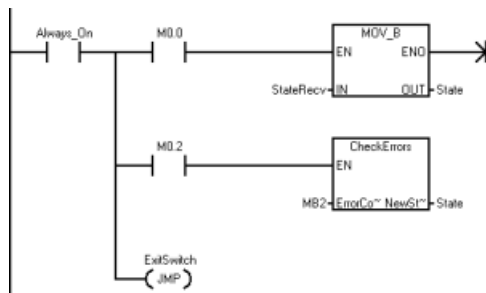 Always_On
M0.0
MOV_B
EN ENO
StateRecv IN OUT State
M0.2
CheckErrors
EN
MB2 ErrorCo~ NewSt~ State
ExitSwitch
JMP